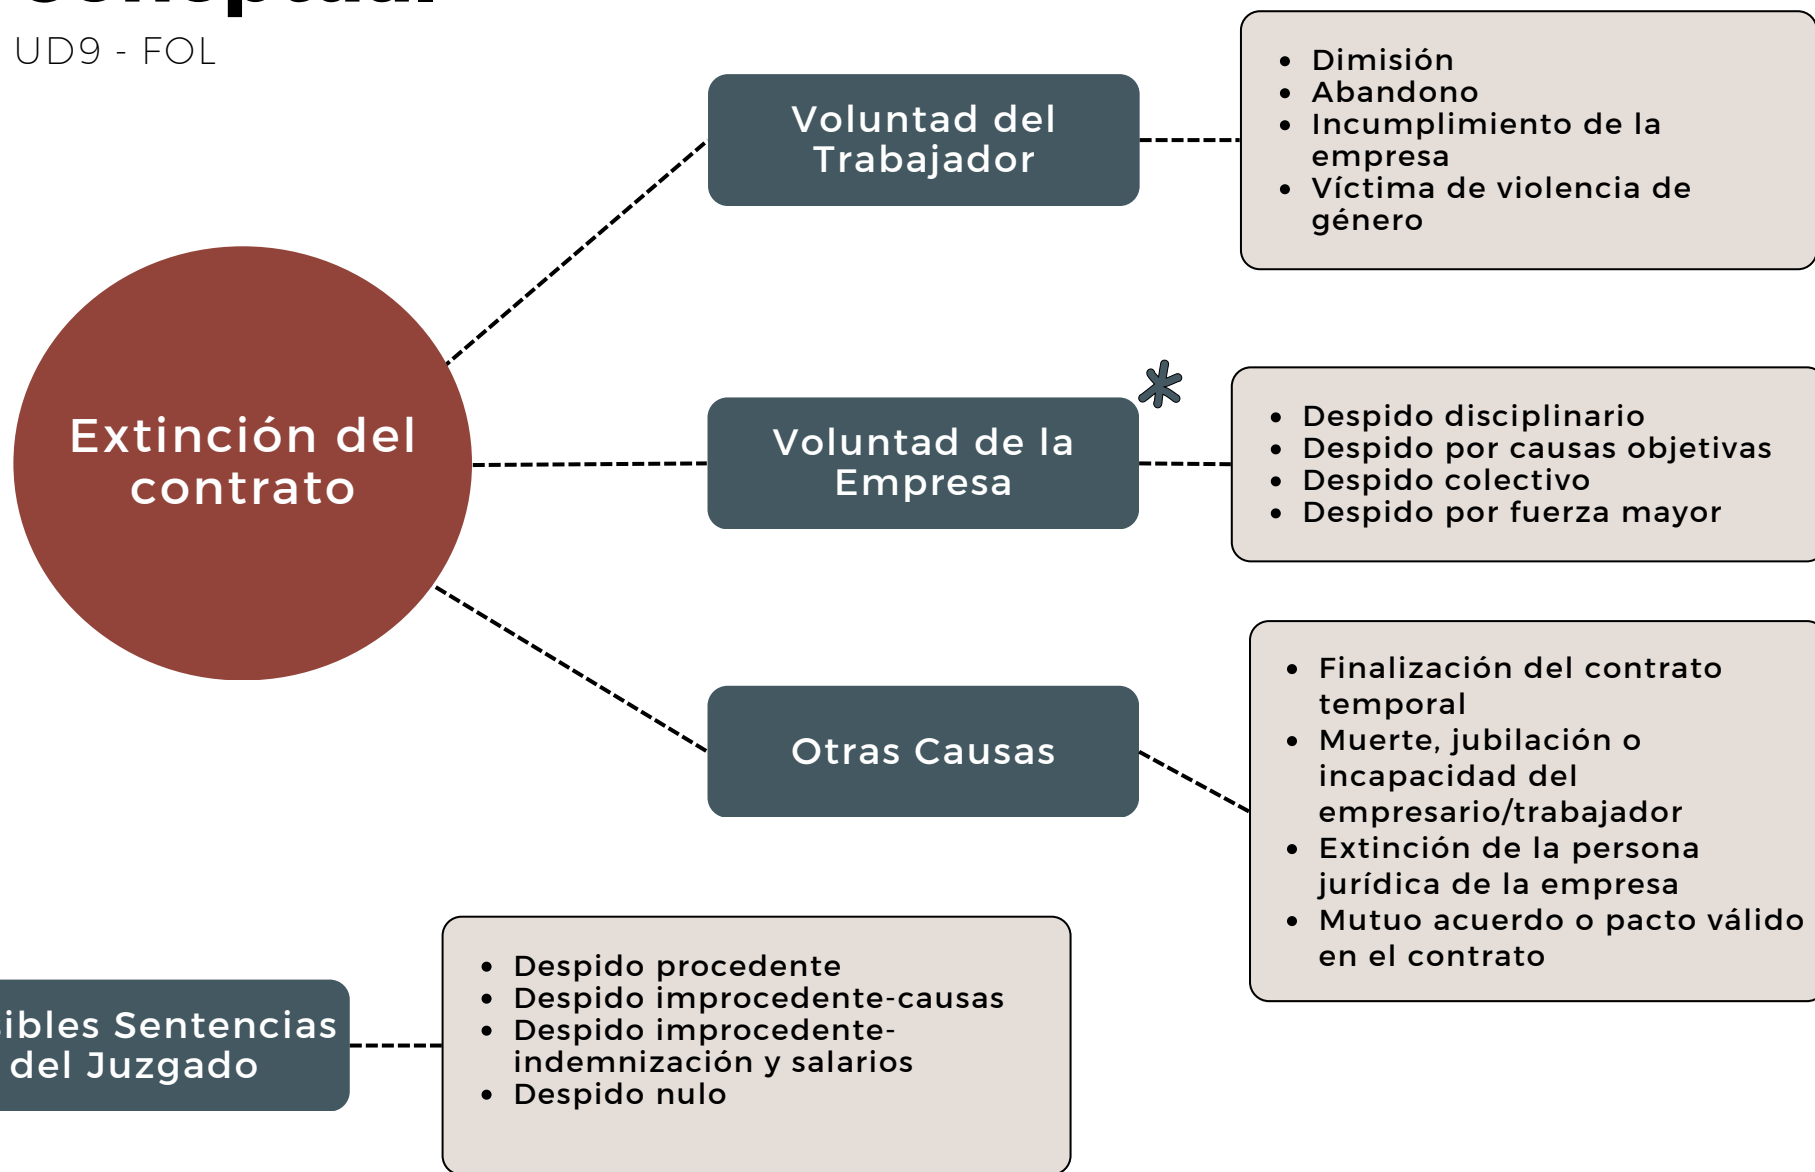 UD9 - FOL
Voluntad del
Trabajador
• Dimisión
• Abandono
• Incumplimiento de la
empresa
• Víctima de violencia de
género
Extinción del
contrato
Voluntad de la
Empresa
*
• Despido disciplinario
• Despido por causas objetivas
• Despido colectivo
• Despido por fuerza mayor
Otras Causas
• Finalización del contrato
temporal
• Muerte, jubilación o
incapacidad del
empresario/trabajador
• Extinción de la persona
jurídica de la empresa
• Mutuo acuerdo o pacto válido
en el contrato
sibles Sentencias
del Juzgado
• Despido procedente
• Despido improcedente-causas
• Despido improcedente-
indemnización y salarios
• Despido nulo